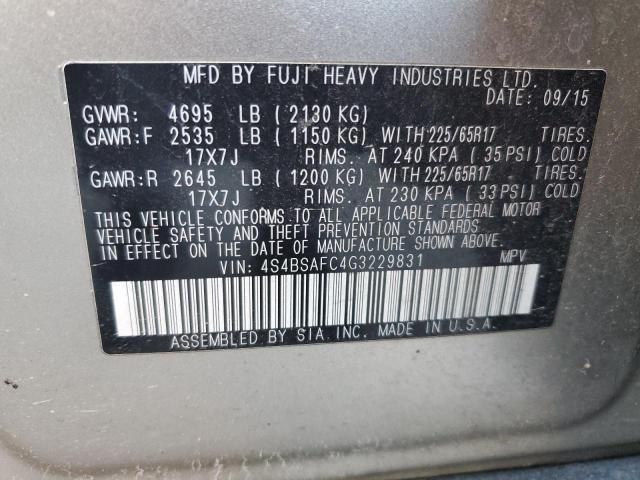 MFD BY FUJI HEAVY INDUSTRIES LTD.
DATE: 09/15
GVWR: 4695 LB (2130 KG)
GAWR:F 2535 LB (1150 KG) WITH 225/65R17 TIRES.
17X7J RIMS. AT 240 KPA (35 PSI) COLD
GAWR:R 2645 LB (1200 KG) WITH 225/65R17 TIRES.
17X7J RIMS. AT 230 KPA (33 PSI) COLD
THIS VEHICLE CONFORMS TO ALL APPLICABLE FEDERAL MOTOR
VEHICLE SAFETY AND THEFT PREVENTION STANDARDS
IN EFFECT ON THE DATE OF MANUFACTURE SHOWN ABOVE.
VIN: 4S4BSAFC4G3229831 MPV
ASSEMBLED BY SIA INC. MADE IN U.S.A.